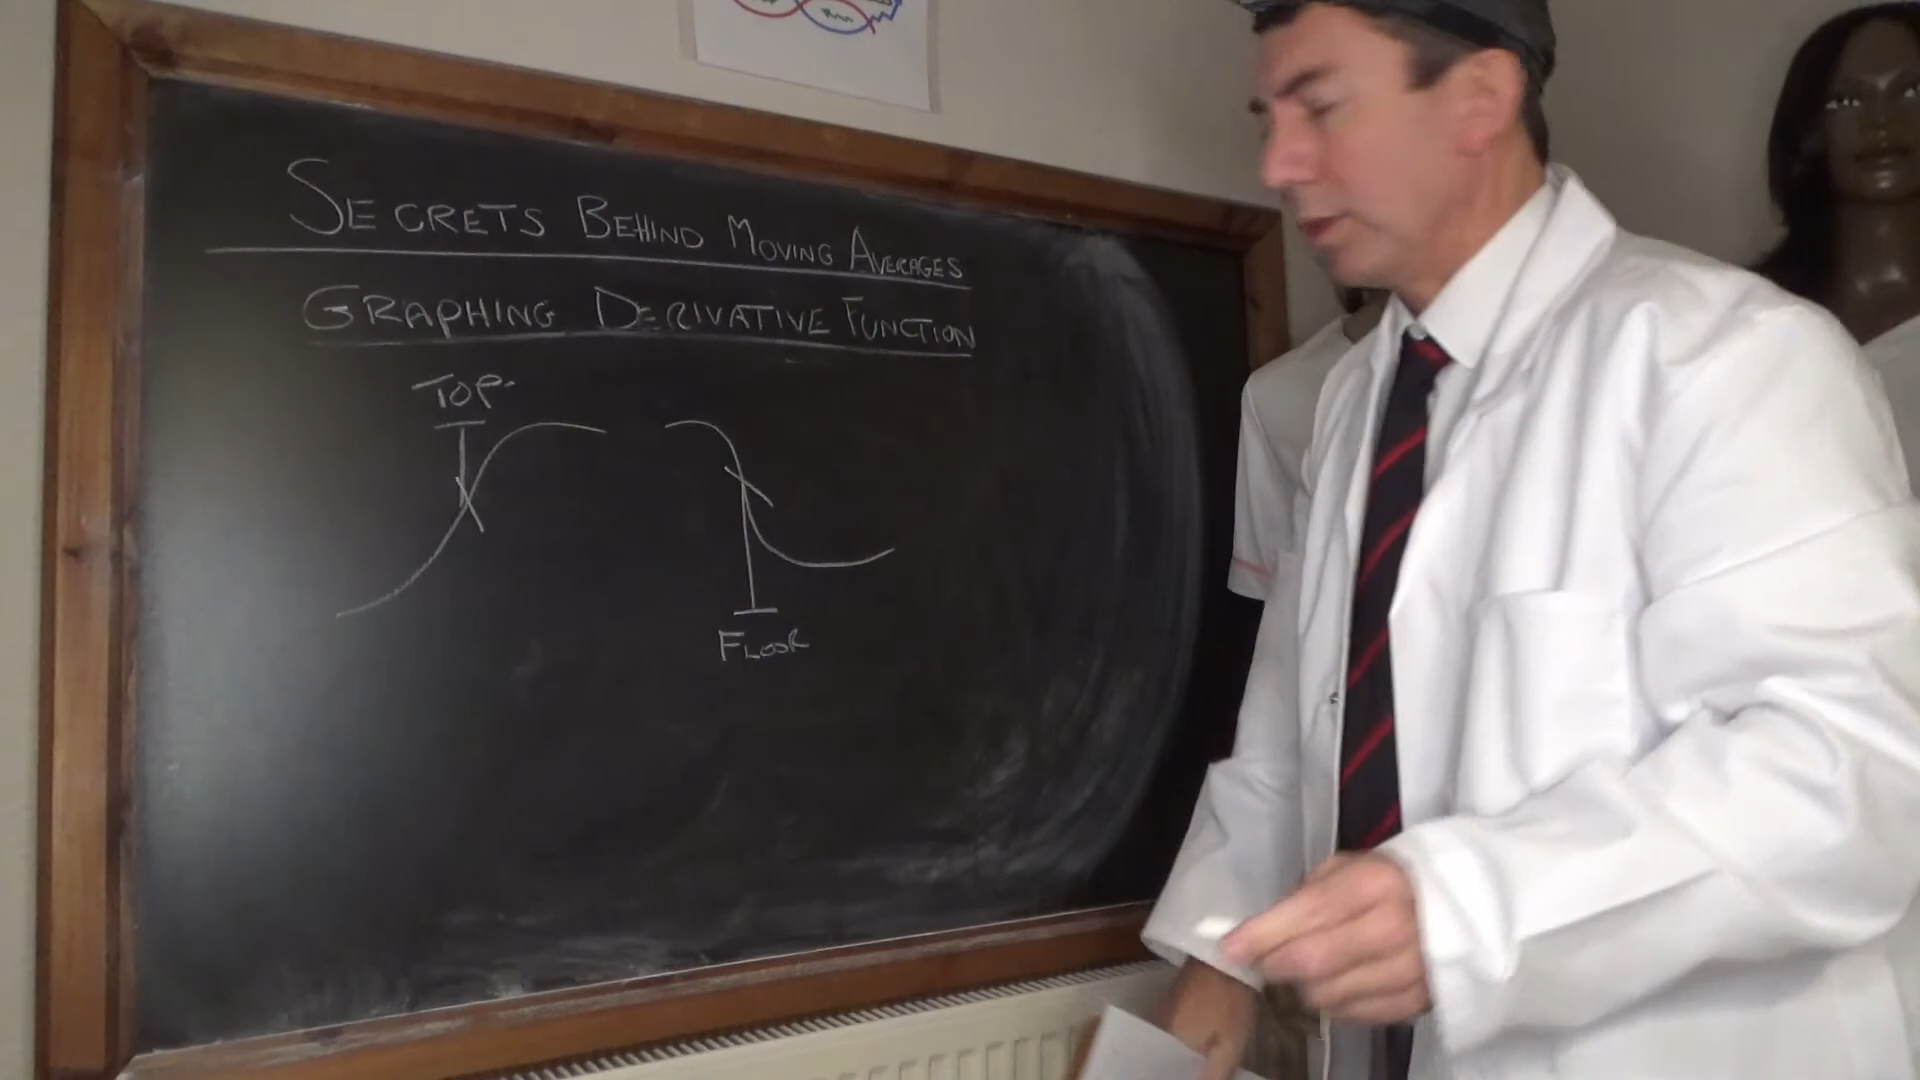 SECRETS BEHIND MOVING AVERAGES
GRAPHING DERIVATIVE FUNCTION
TOP
FLOOR